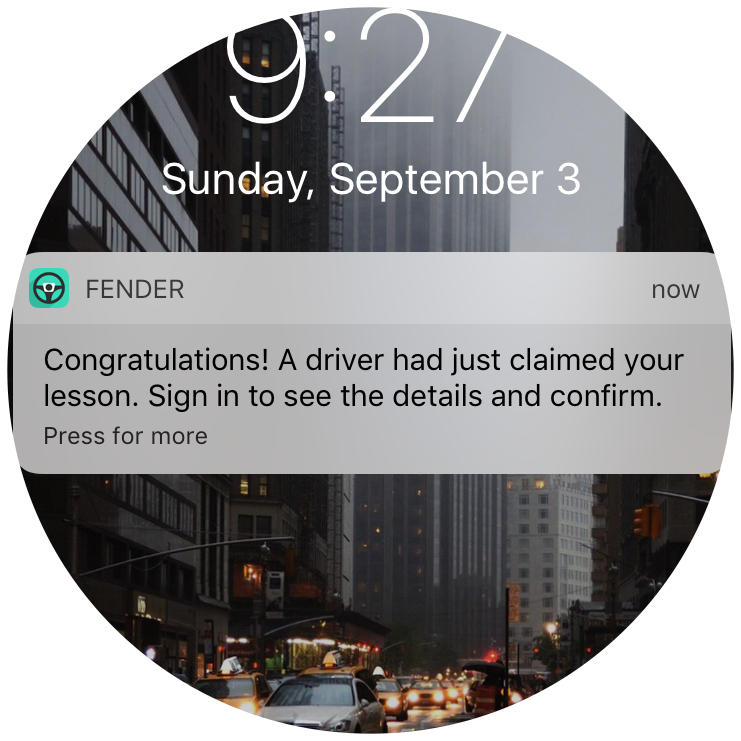 9:27
Sunday, September 3
FENDER
now
Congratulations! A driver had just claimed your
lesson. Sign in to see the details and confirm.
Press for more